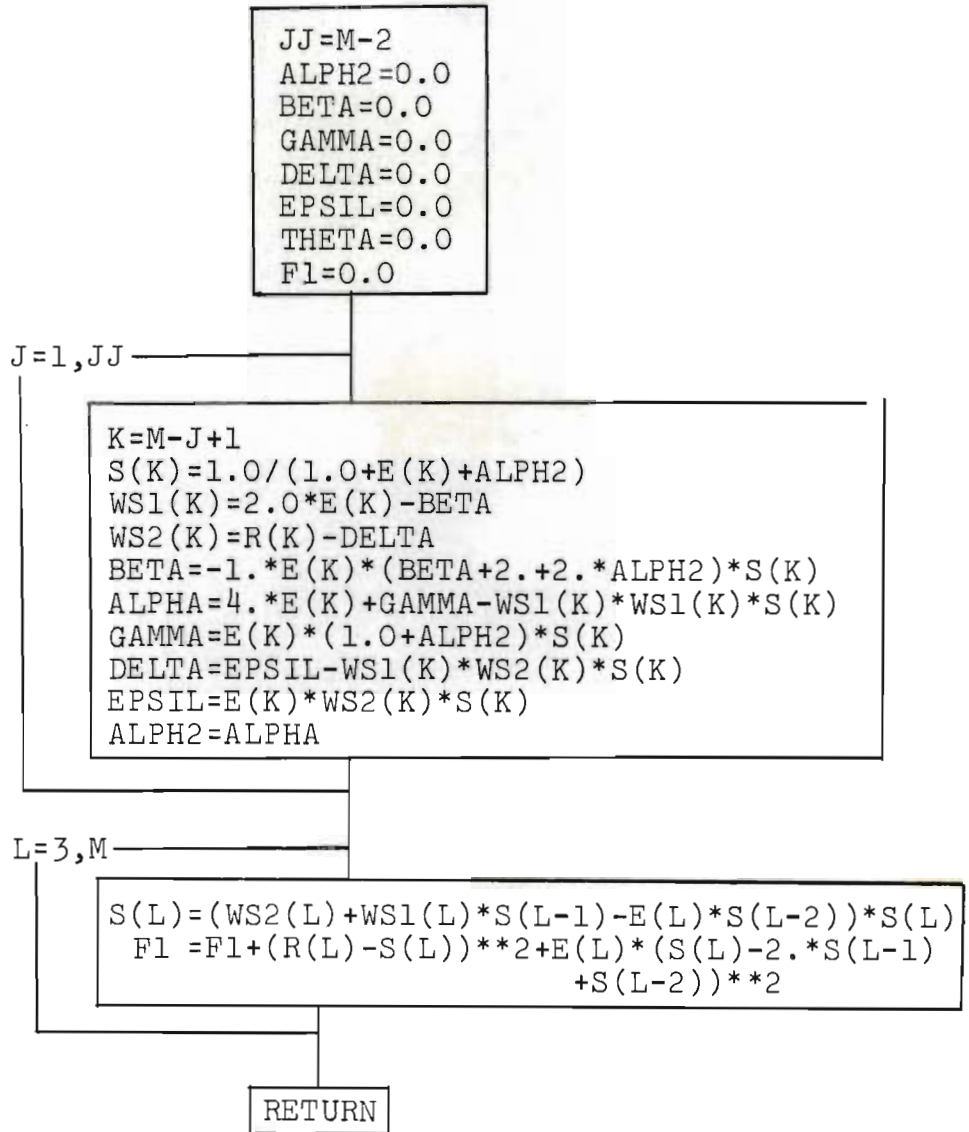 JJ=M-2
ALPH2=0.0
BETA=0.0
GAMMA=0.0
DELTA=0.0
EPSIL=0.0
THETA=0.0
F1=0.0
J=1,JJ
K=M-J+1
S(K)=1.0/(1.0+E(K)+ALPH2)
WS1(K)=2.0*E(K)-BETA
WS2(K)=R(K)-DELTA
BETA=-1.*E(K)*(BETA+2.+2.*ALPH2)*S(K)
ALPHA=4.*E(K)+GAMMA-WS1(K)*WS1(K)*S(K)
GAMMA=E(K)*(1.0+ALPH2)*S(K)
DELTA=EPSIL-WS1(K)*WS2(K)*S(K)
EPSIL=E(K)*WS2(K)*S(K)
ALPH2=ALPHA
L=3,M
S(L)=(WS2(L)+WS1(L)*S(L-1)-E(L)*S(L-2))*S(L)
F1 =F1+(R(L)-S(L))**2+E(L)*(S(L)-2.*S(L-1)
+S(L-2))**2
RETURN